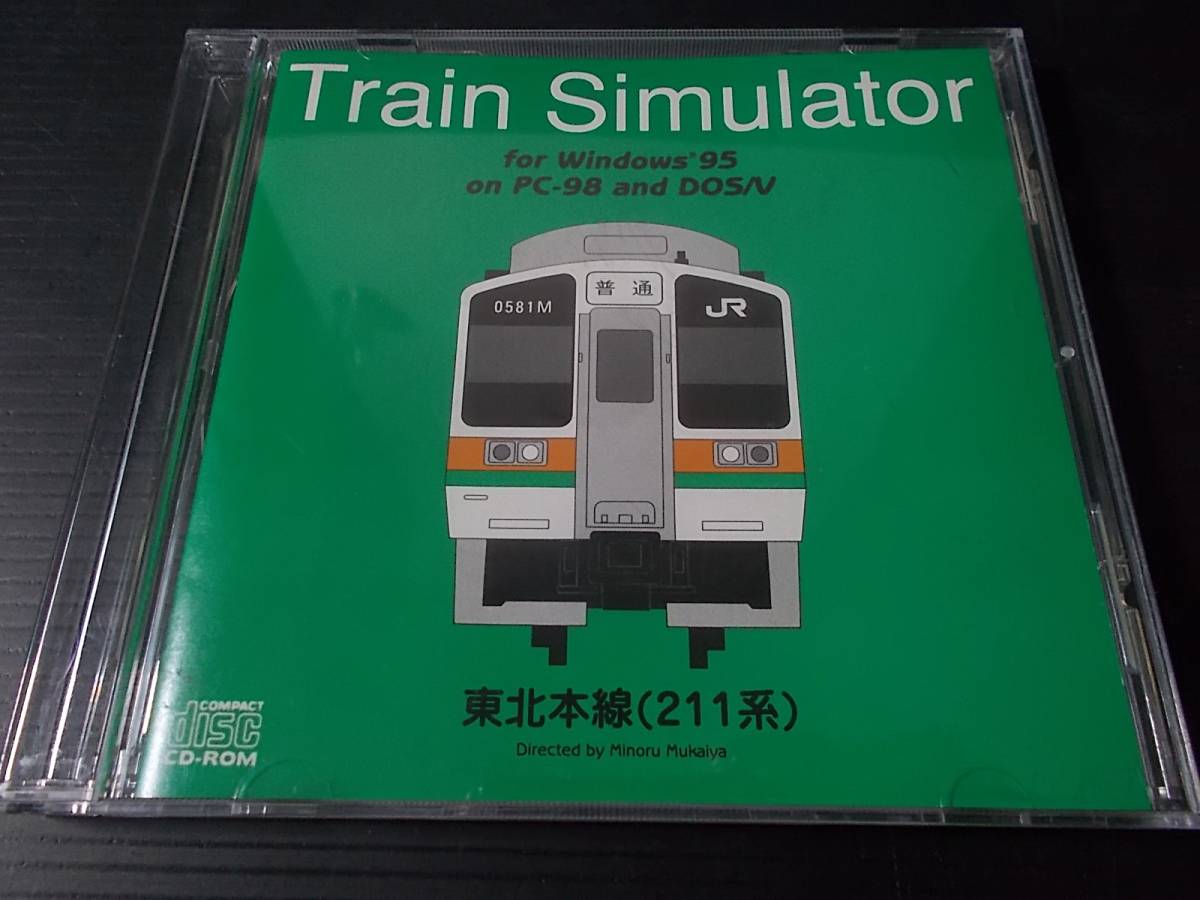 Train Simulator
for Windows®95
on PC-98 and DOS/V
普通
0581M
JR
東北本線(211系)
Directed by Minoru Mukaiya
COMPACT
disc
CD-ROM